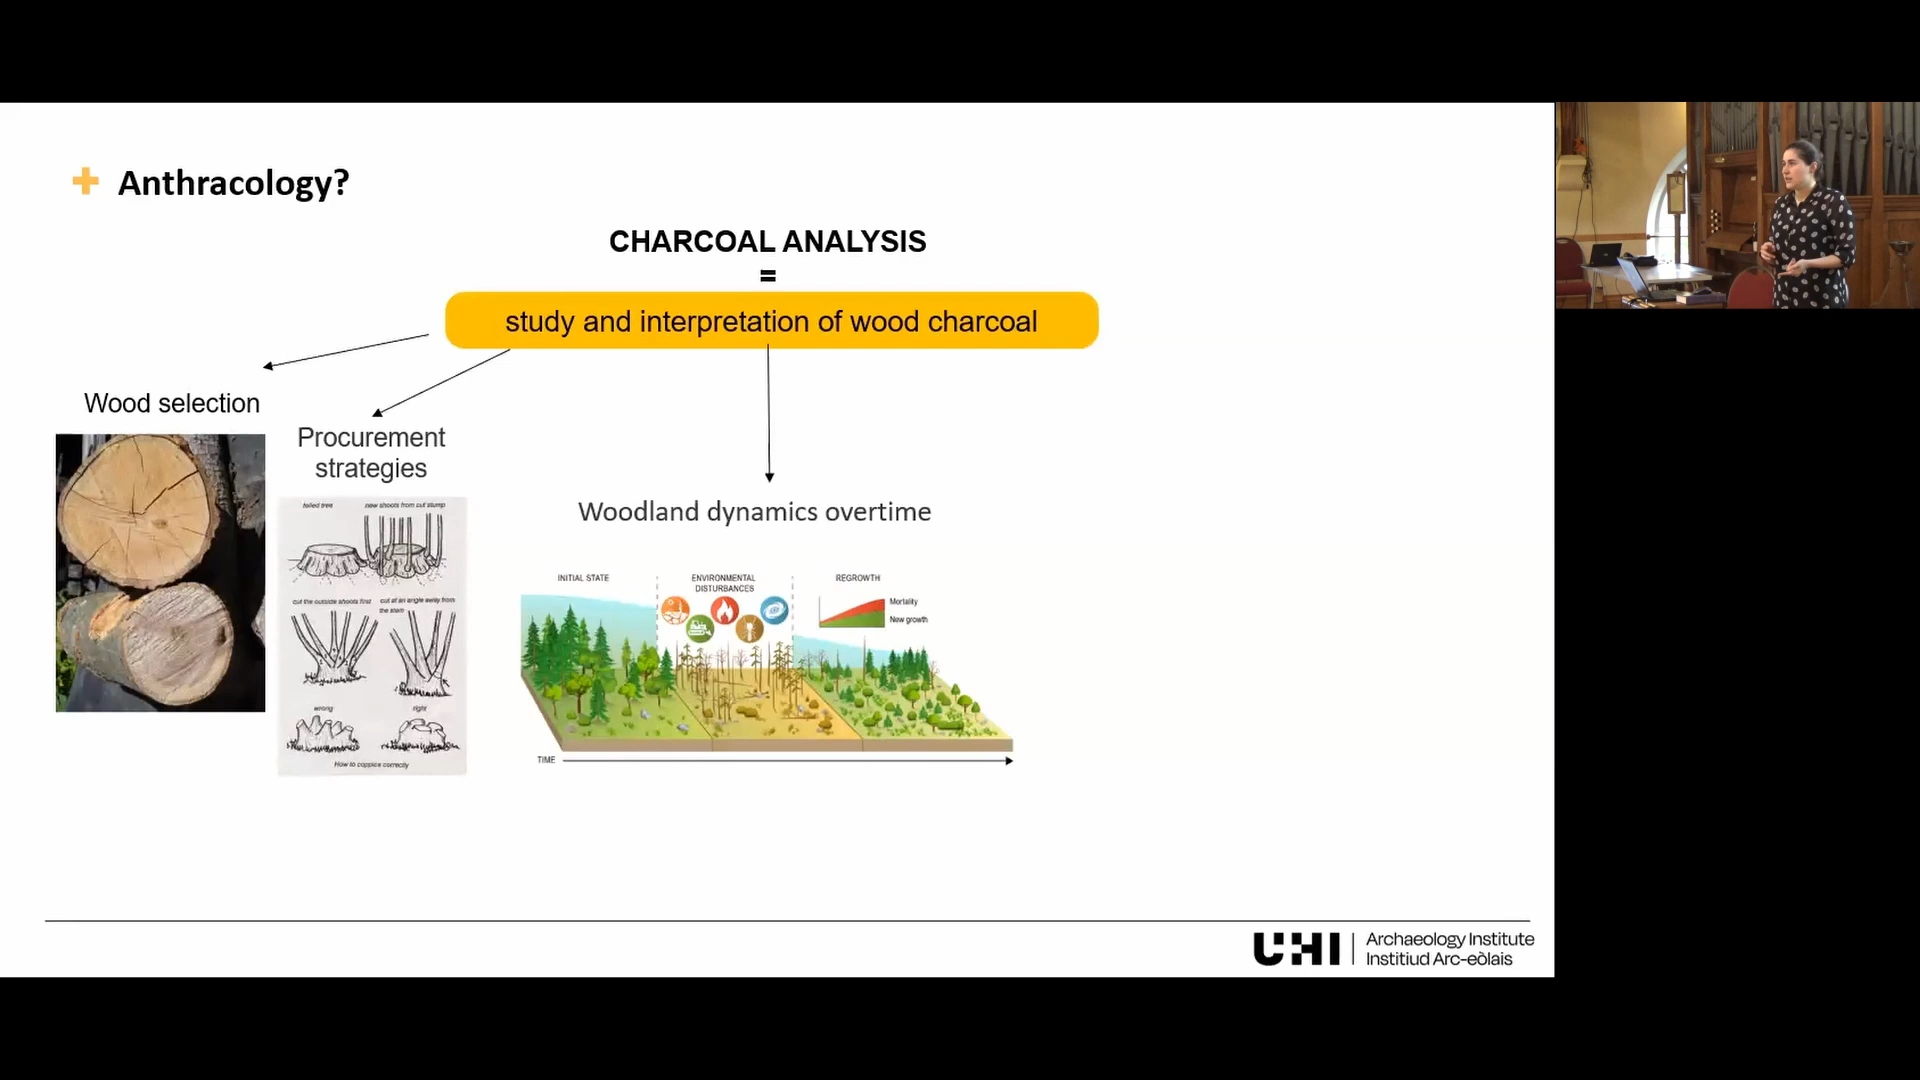 Anthracology?
CHARCOAL ANALYSIS
=
study and interpretation of wood charcoal
Wood selection
Procurement
strategies
felled tree
new shoots from cut stump
cut the outside shoots first
cut at an angle away from
the stem
wrong
right
How to coppice correctly
Woodland dynamics overtime
INITIAL STATE
ENVIRONMENTAL
DISTURBANCES
REGROWTH
Mortality
New growth
TIME
UHI
Archaeology Institute
Institiud Arc-eòlais